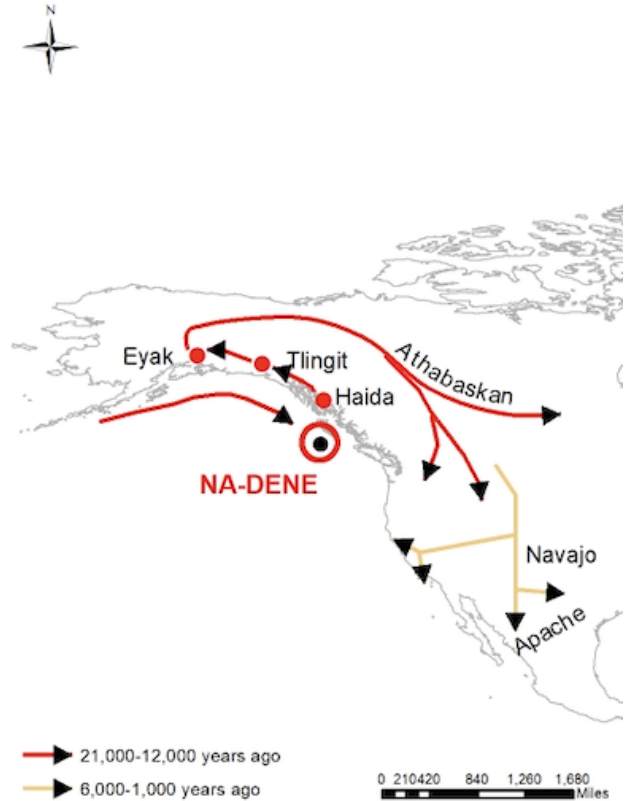 N
Athabaskan
Eyak
Tlingit
Haida
NA-DENE
Navajo
Apache
21,000-12,000 years ago
6,000-1,000 years ago
0 210420 840 1,260 1,680
Miles